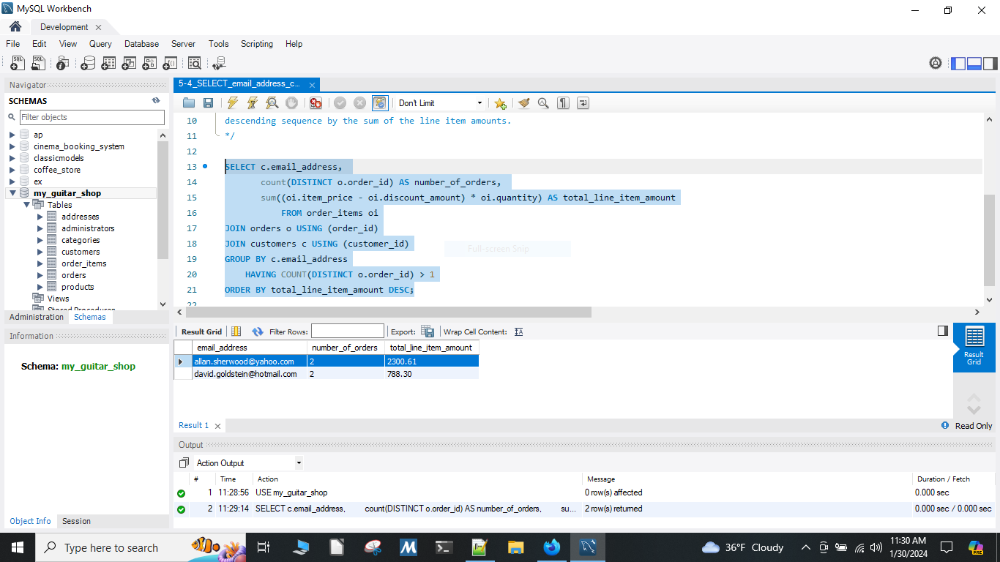 MySQL Workbench
Development
File Edit View Query Database Server Tools Scripting Help
Navigator
SCHEMAS
Filter objects
ap
cinema_booking_system
classicmodels
coffee_store
ex
my_guitar_shop
Tables
addresses
administrators
categories
customers
order_items
orders
products
Views
Stored Procedures
Administration Schemas
Information
Schema: my_guitar_shop
Object Info Session
5-4_SELECT_email_address_c...
Don't Limit
10 descending sequence by the sum of the line item amounts.
11 */
12
13 SELECT c.email_address,
14 count(DISTINCT o.order_id) AS number_of_orders,
15 sum((oi.item_price - oi.discount_amount) * oi.quantity) AS total_line_item_amount
16 FROM order_items oi
17 JOIN orders o USING (order_id)
18 JOIN customers c USING (customer_id)
19 GROUP BY c.email_address
20 HAVING COUNT(DISTINCT o.order_id) > 1
21 ORDER BY total_line_item_amount DESC;
22
Full-screen Snip
Result Grid Filter Rows: Export: Wrap Cell Content:
email_address number_of_orders total_line_item_amount
allan.sherwood@yahoo.com 2 2300.61
david.goldstein@hotmail.com 2 788.30
Result Grid
Result 1
Read Only
Output
Action Output
# Time Action Message Duration / Fetch
1 11:28:56 USE my_guitar_shop 0 row(s) affected 0.000 sec
2 11:29:14 SELECT c.email_address, count(DISTINCT o.order_id) AS number_of_orders, su... 2 row(s) returned 0.000 sec / 0.000 sec
Type here to search
36°F Cloudy
11:30 AM
1/30/2024